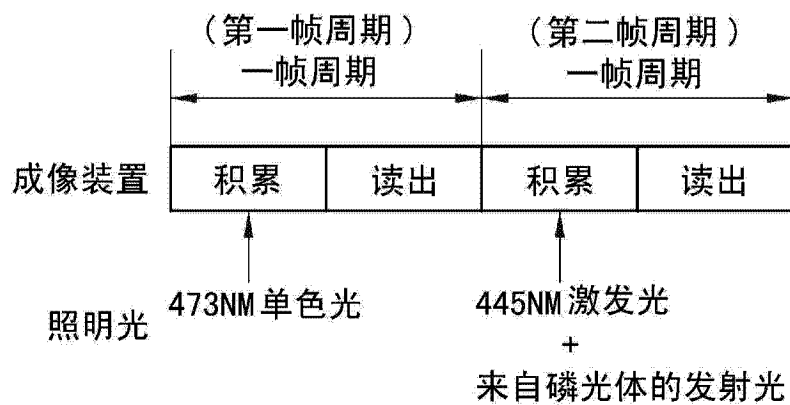 （第一帧周期）
一帧周期
（第二帧周期）
一帧周期
成像装置
积累
读出
积累
读出
照明光
473NM单色光
445NM激发光
+
来自磷光体的发射光